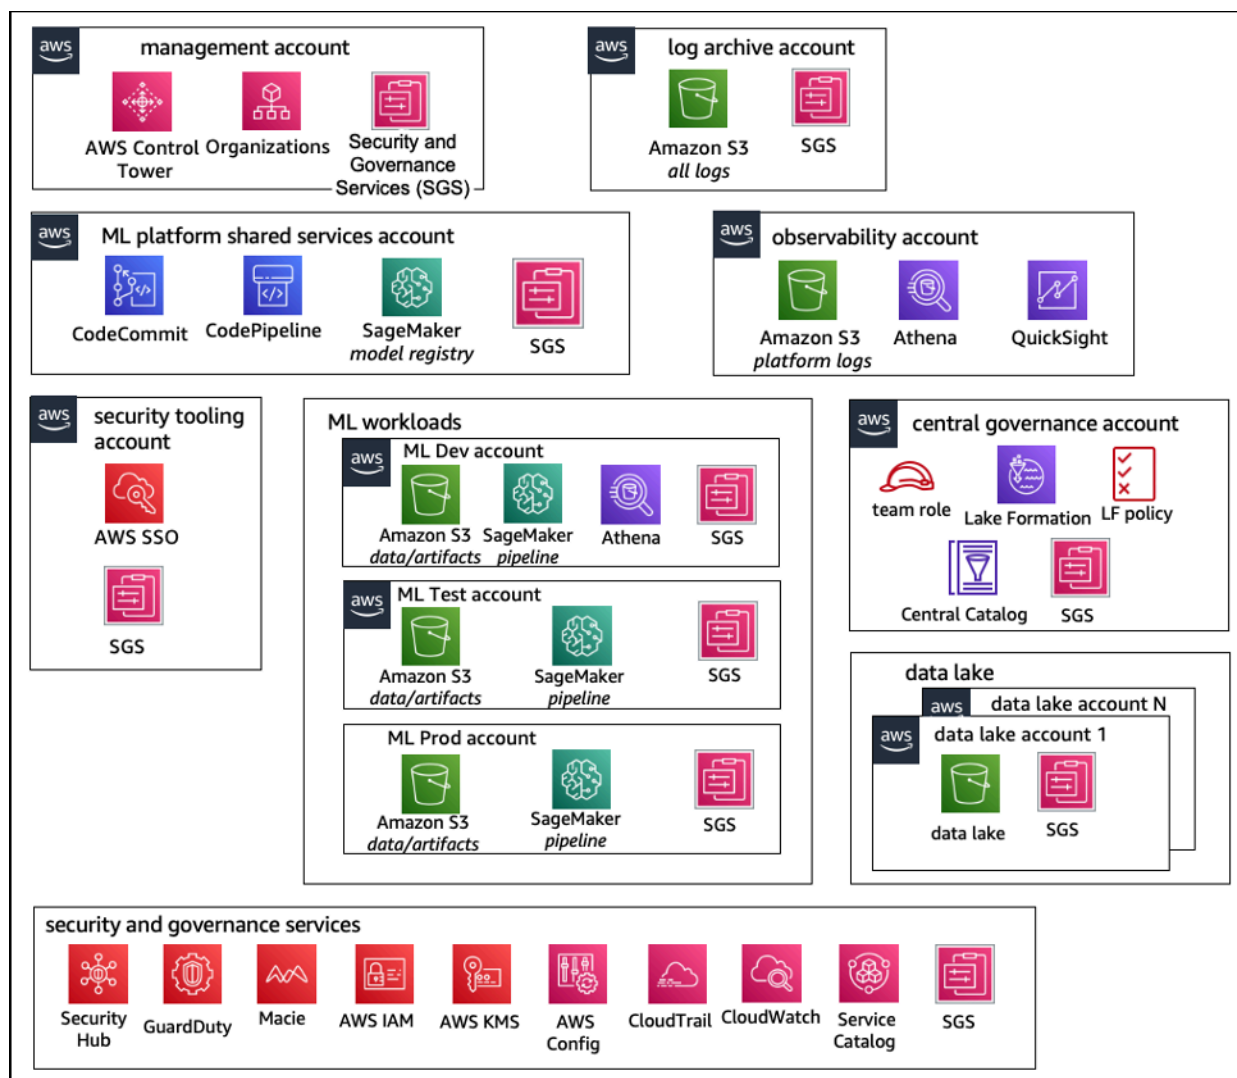 aws
management account
AWS Control
Tower
Organizations
Security and
Governance
Services (SGS)
aws
log archive account
Amazon S3
all logs
SGS
aws
ML platform shared services account
CodeCommit
CodePipeline
SageMaker
model registry
SGS
aws
observability account
Amazon S3
platform logs
Athena
QuickSight
aws
security tooling
account
AWS SSO
SGS
ML workloads
aws
ML Dev account
Amazon S3
data/artifacts
SageMaker
pipeline
Athena
SGS
aws
ML Test account
Amazon S3
data/artifacts
SageMaker
pipeline
SGS
ML Prod account
Amazon S3
data/artifacts
SageMaker
pipeline
SGS
aws
central governance account
team role
Lake Formation
LF policy
Central Catalog
SGS
data lake
aws
data lake account N
aws
data lake account 1
data lake
SGS
security and governance services
Security
Hub
GuardDuty
Macie
AWS IAM
AWS KMS
AWS
Config
CloudTrail
CloudWatch
Service
Catalog
SGS